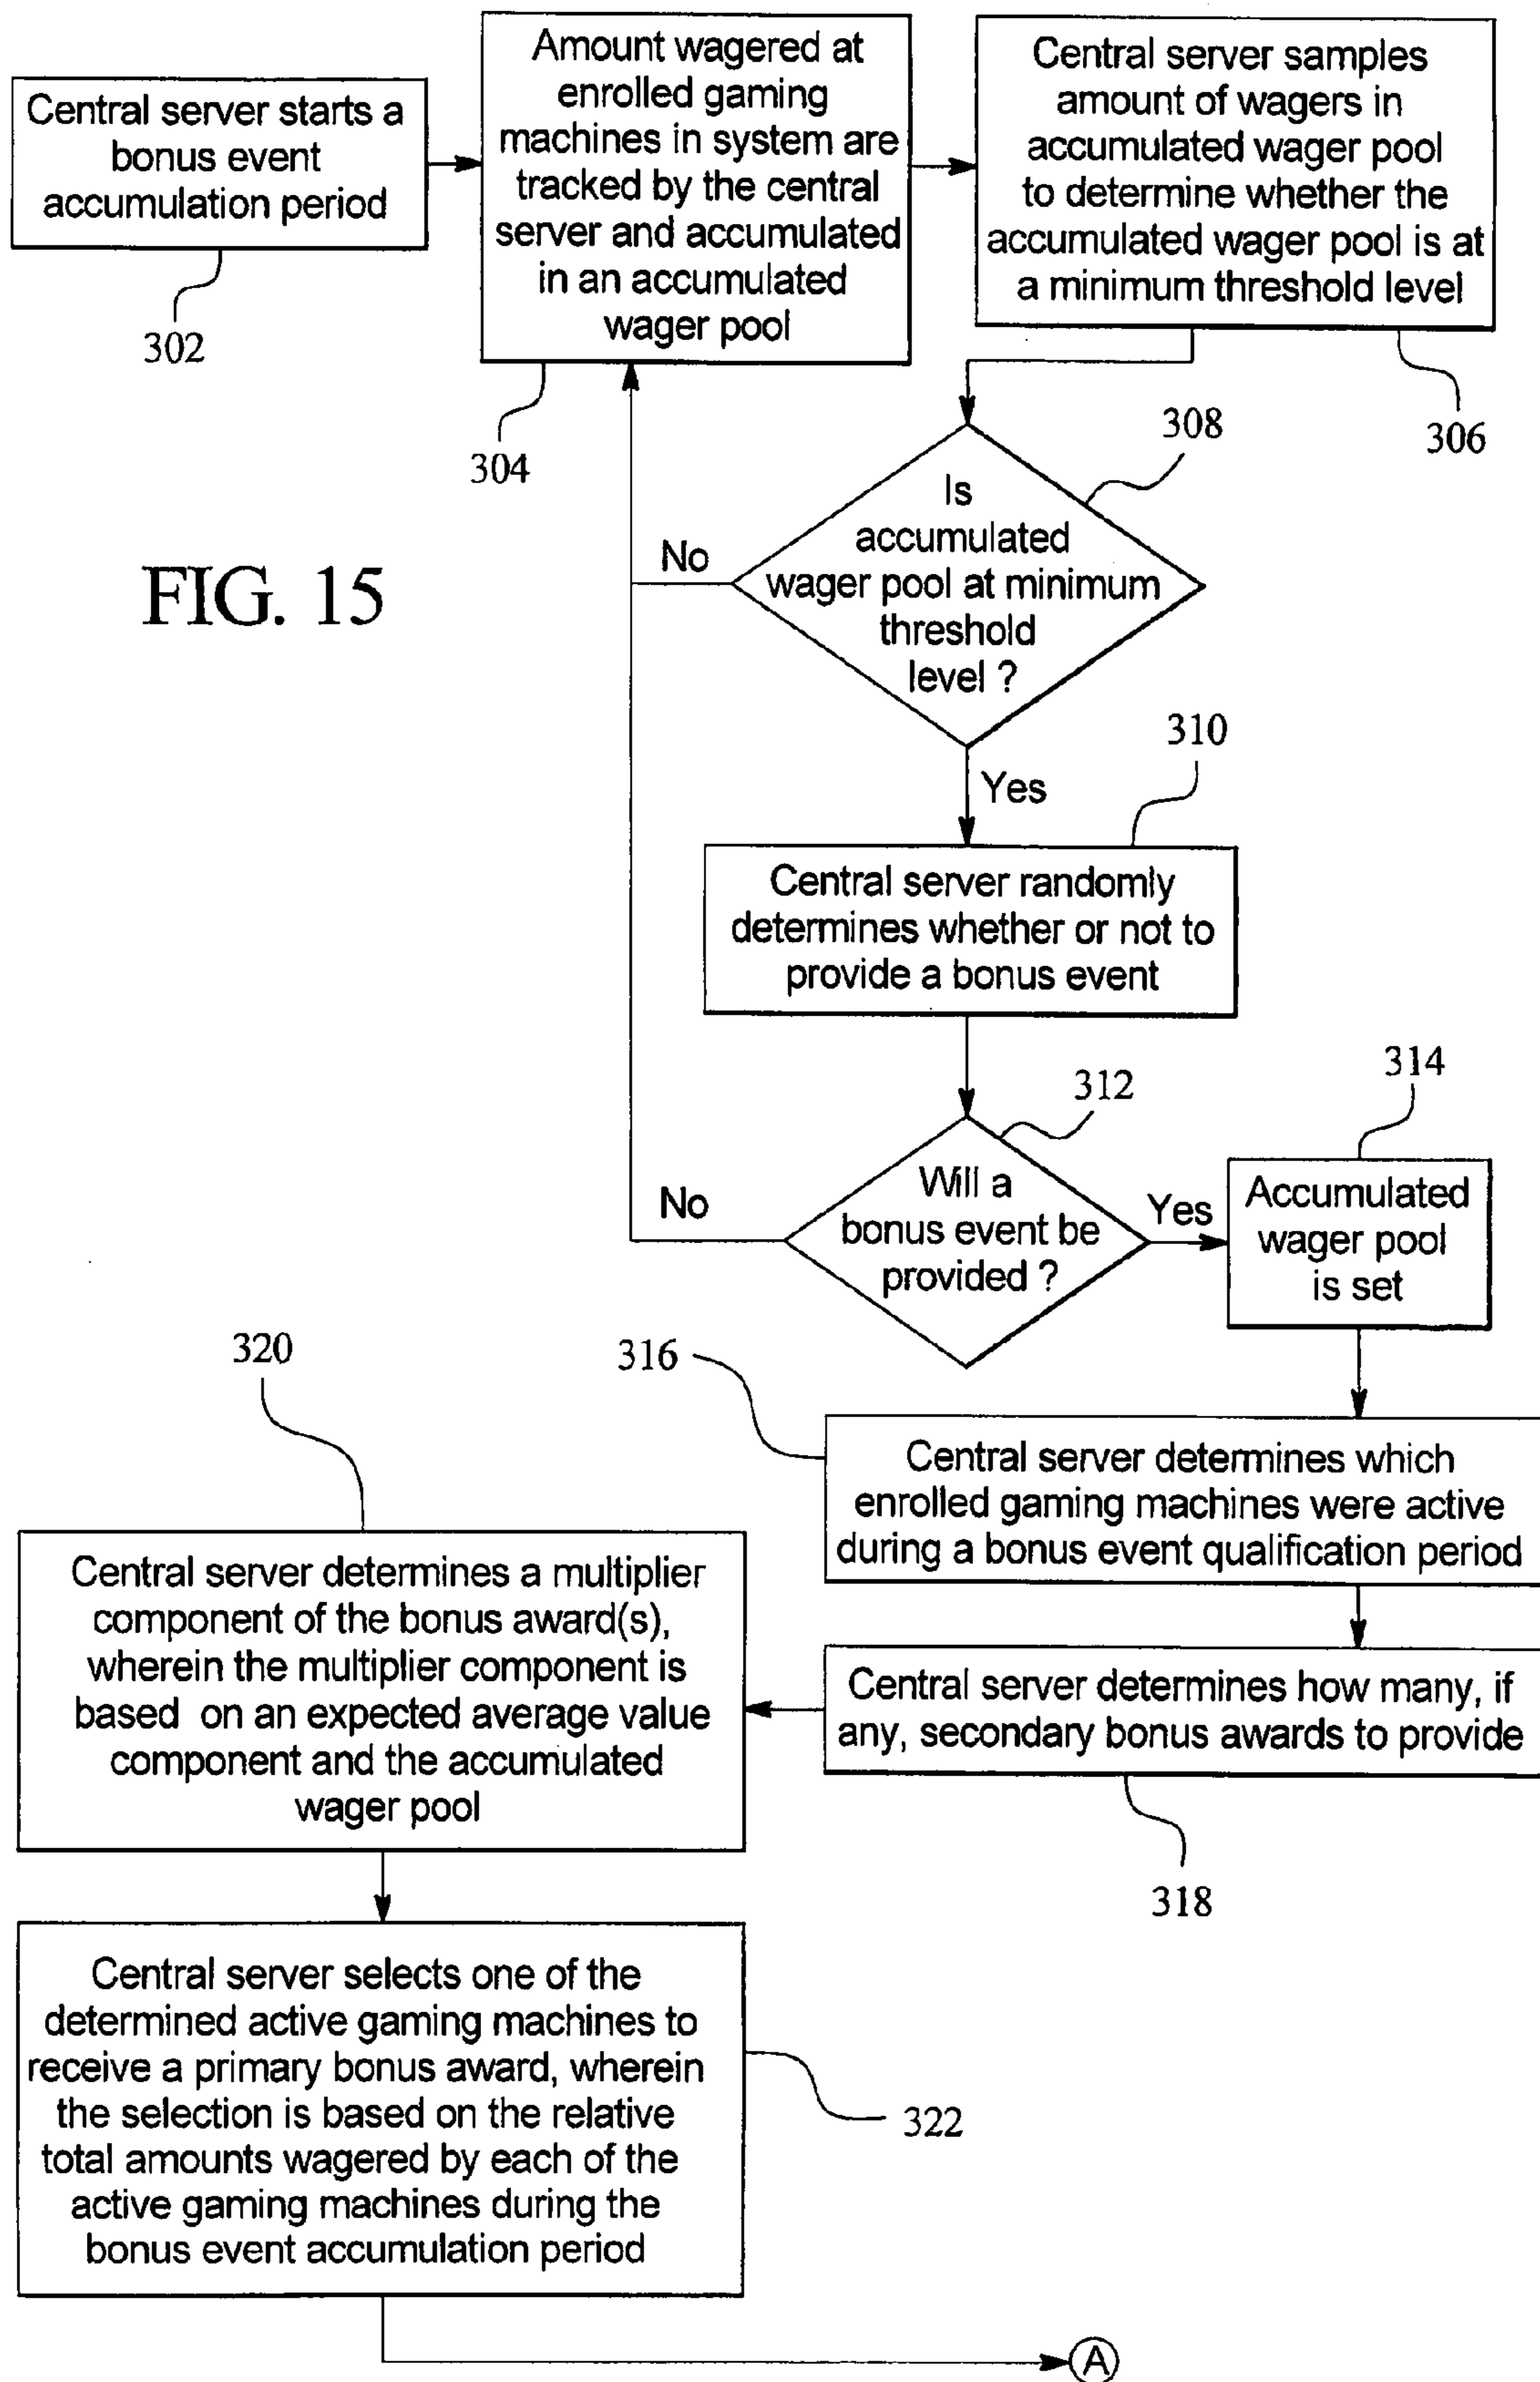 Central server starts a
bonus event
accumulation period
302
Amount wagered at
enrolled gaming
machines in system are
tracked by the central
server and accumulated
in an accumulated
wager pool
304
Central server samples
amount of wagers in
accumulated wager pool
to determine whether the
accumulated wager pool is at
a minimum threshold level
306
FIG. 15
308
Is
accumulated
wager pool at minimum
threshold
level ?
No
Yes
310
Central server randomly
determines whether or not to
provide a bonus event
312
Will a
bonus event be
provided ?
No
Yes
314
Accumulated
wager pool
is set
316
Central server determines which
enrolled gaming machines were active
during a bonus event qualification period
Central server determines how many, if
any, secondary bonus awards to provide
318
320
Central server determines a multiplier
component of the bonus award(s),
wherein the multiplier component is
based on an expected average value
component and the accumulated
wager pool
Central server selects one of the
determined active gaming machines to
receive a primary bonus award, wherein
the selection is based on the relative
total amounts wagered by each of the
active gaming machines during the
bonus event accumulation period
322
A